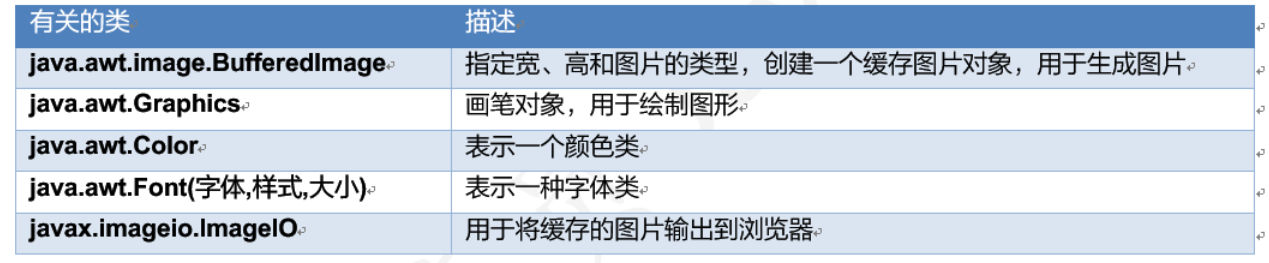 有关的类 描述
java.awt.image.BufferedImage 指定宽、高和图片的类型，创建一个缓存图片对象，用于生成图片
java.awt.Graphics 画笔对象，用于绘制图形
java.awt.Color 表示一个颜色类
java.awt.Font(字体,样式,大小) 表示一种字体类
javax.imageio.ImageIO 用于将缓存的图片输出到浏览器